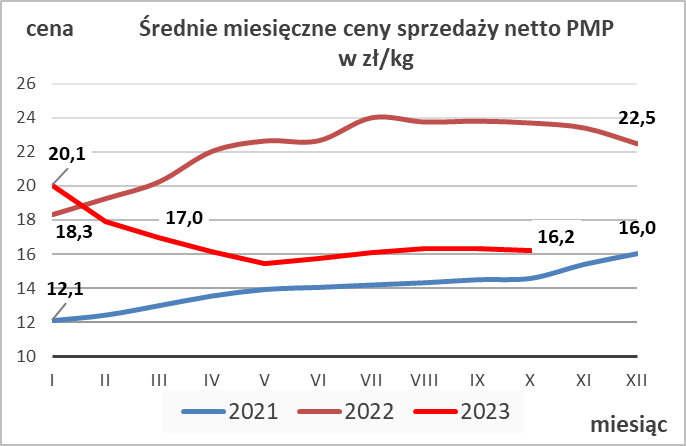 cena
Średnie miesięczne ceny sprzedaży netto PMP
w zł/kg
26
24
22
20
18
16
14
12
10
20,1
18,3
12,1
17,0
16,2
22,5
16,0
I II III IV V VI VII VIII IX X XI XII
2021 2022 2023
miesiąc